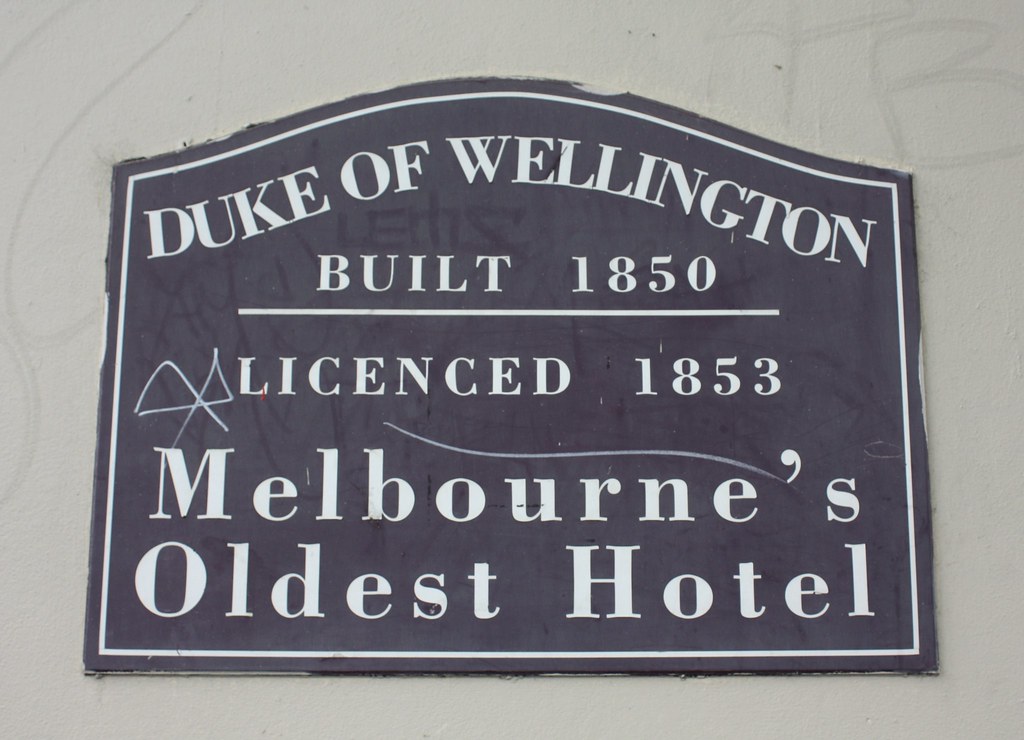 DUKE OF WELLINGTON
BUILT 1850
LICENCED 1853
Melbourne's
Oldest Hotel